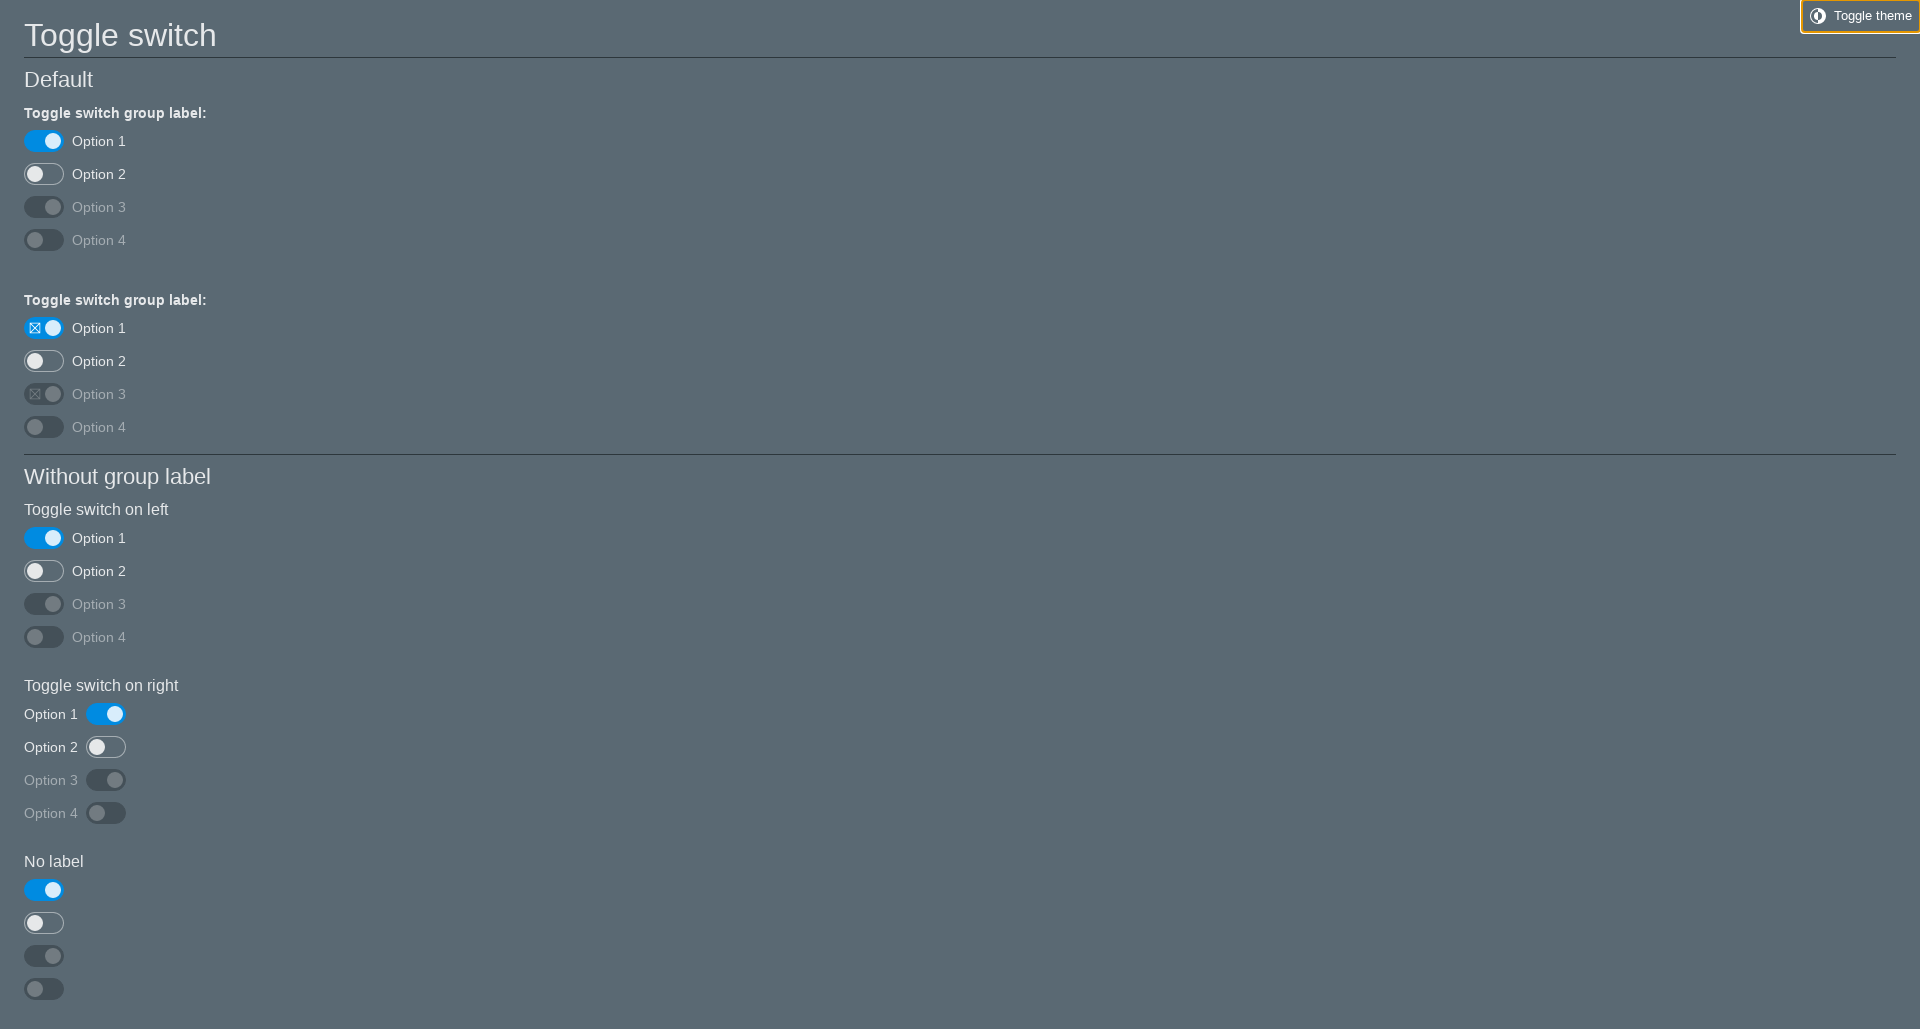 Toggle theme
Toggle switch
Default
Toggle switch group label:
Option 1
Option 2
Option 3
Option 4
Toggle switch group label:
Option 1
Option 2
Option 3
Option 4
Without group label
Toggle switch on left
Option 1
Option 2
Option 3
Option 4
Toggle switch on right
Option 1
Option 2
Option 3
Option 4
No label